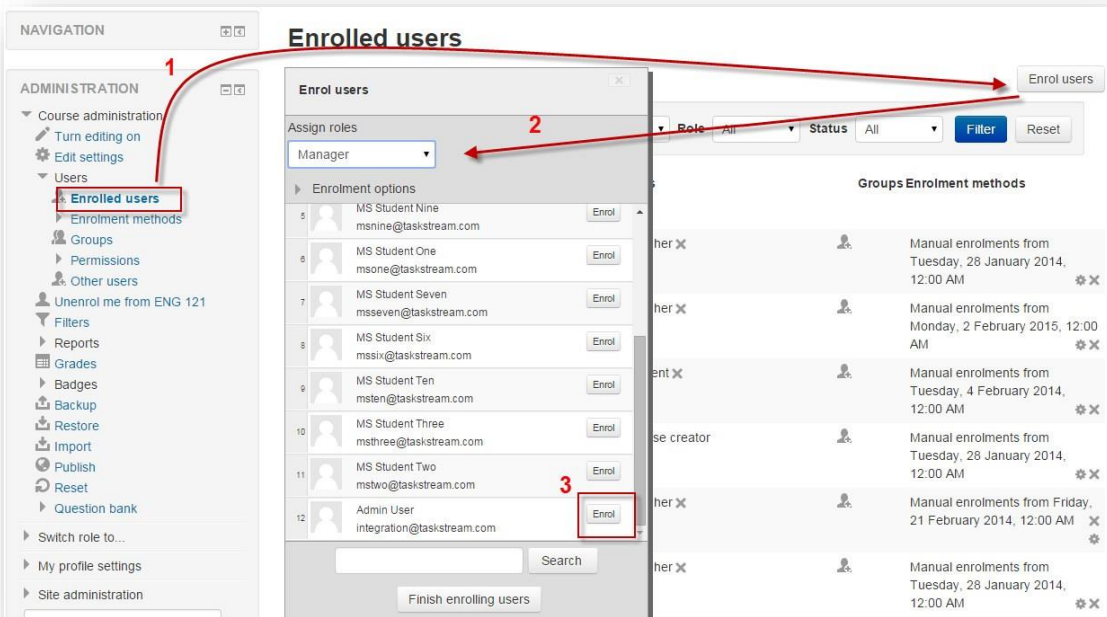 NAVIGATION
Enrolled users
1
ADMINISTRATION
Course administration
Turn editing on
Edit settings
Users
Enrolled users
Enrolment methods
Groups
Permissions
Other users
Unenrol me from ENG 121
Filters
Reports
Grades
Badges
Backup
Restore
Import
Publish
Reset
Question bank
Switch role to...
My profile settings
Site administration
Enrol users
Assign roles
2
Manager
Enrolment options
5 MS Student Nine Enrol
msnine@taskstream.com
6 MS Student One Enrol
msone@taskstream.com
7 MS Student Seven Enrol
msseven@taskstream.com
8 MS Student Six Enrol
mssix@taskstream.com
9 MS Student Ten Enrol
msten@taskstream.com
10 MS Student Three Enrol
msthree@taskstream.com
11 MS Student Two Enrol
mstwo@taskstream.com
3
12 Admin User Enrol
integration@taskstream.com
Search
Finish enrolling users
Enrol users
Role All Status All Filter Reset
s Groups Enrolment methods
her Manual enrolments from
Tuesday, 28 January 2014,
12:00 AM
her Manual enrolments from
Monday, 2 February 2015, 12:00
AM
ent Manual enrolments from
Tuesday, 4 February 2014,
12:00 AM
se creator Manual enrolments from
Tuesday, 28 January 2014,
12:00 AM
her Manual enrolments from Friday,
21 February 2014, 12:00 AM
her Manual enrolments from
Tuesday, 28 January 2014,
12:00 AM